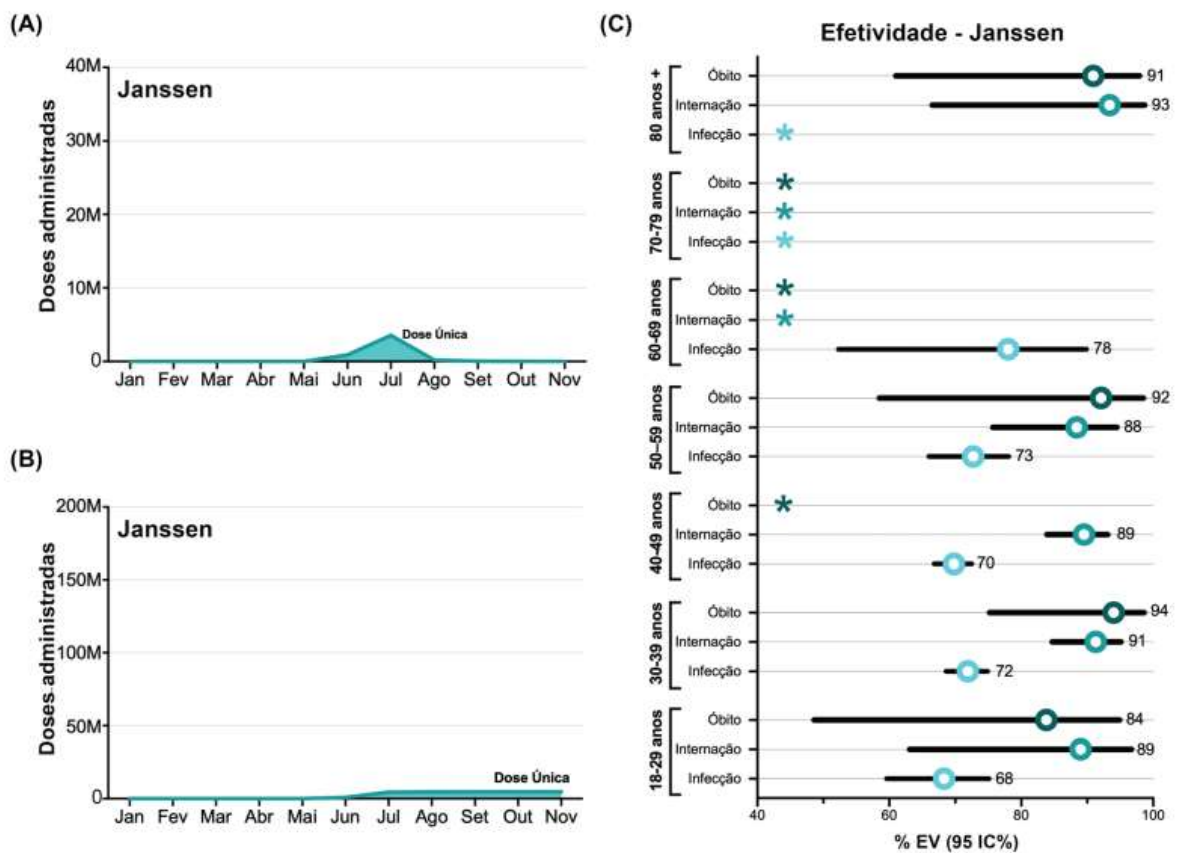 (A)
Janssen
Doses administradas
40M
30M
20M
10M
0
Dose Única
Jan Fev Mar Abr Mai Jun Jul Ago Set Out Nov
(B)
Janssen
Doses administradas
200M
150M
100M
50M
0
Dose Única
Jan Fev Mar Abr Mai Jun Jul Ago Set Out Nov
(C)
Efetividade - Janssen
80 anos +
Óbito 91
Internação 93
Infecção *
70-79 anos
Óbito *
Internação *
Infecção *
60-69 anos
Óbito *
Internação *
Infecção 78
50–59 anos
Óbito 92
Internação 88
Infecção 73
40-49 anos
Óbito *
Internação 89
Infecção 70
30-39 anos
Óbito 94
Internação 91
Infecção 72
18-29 anos
Óbito 84
Internação 89
Infecção 68
40 60 80 100
% EV (95 IC%)